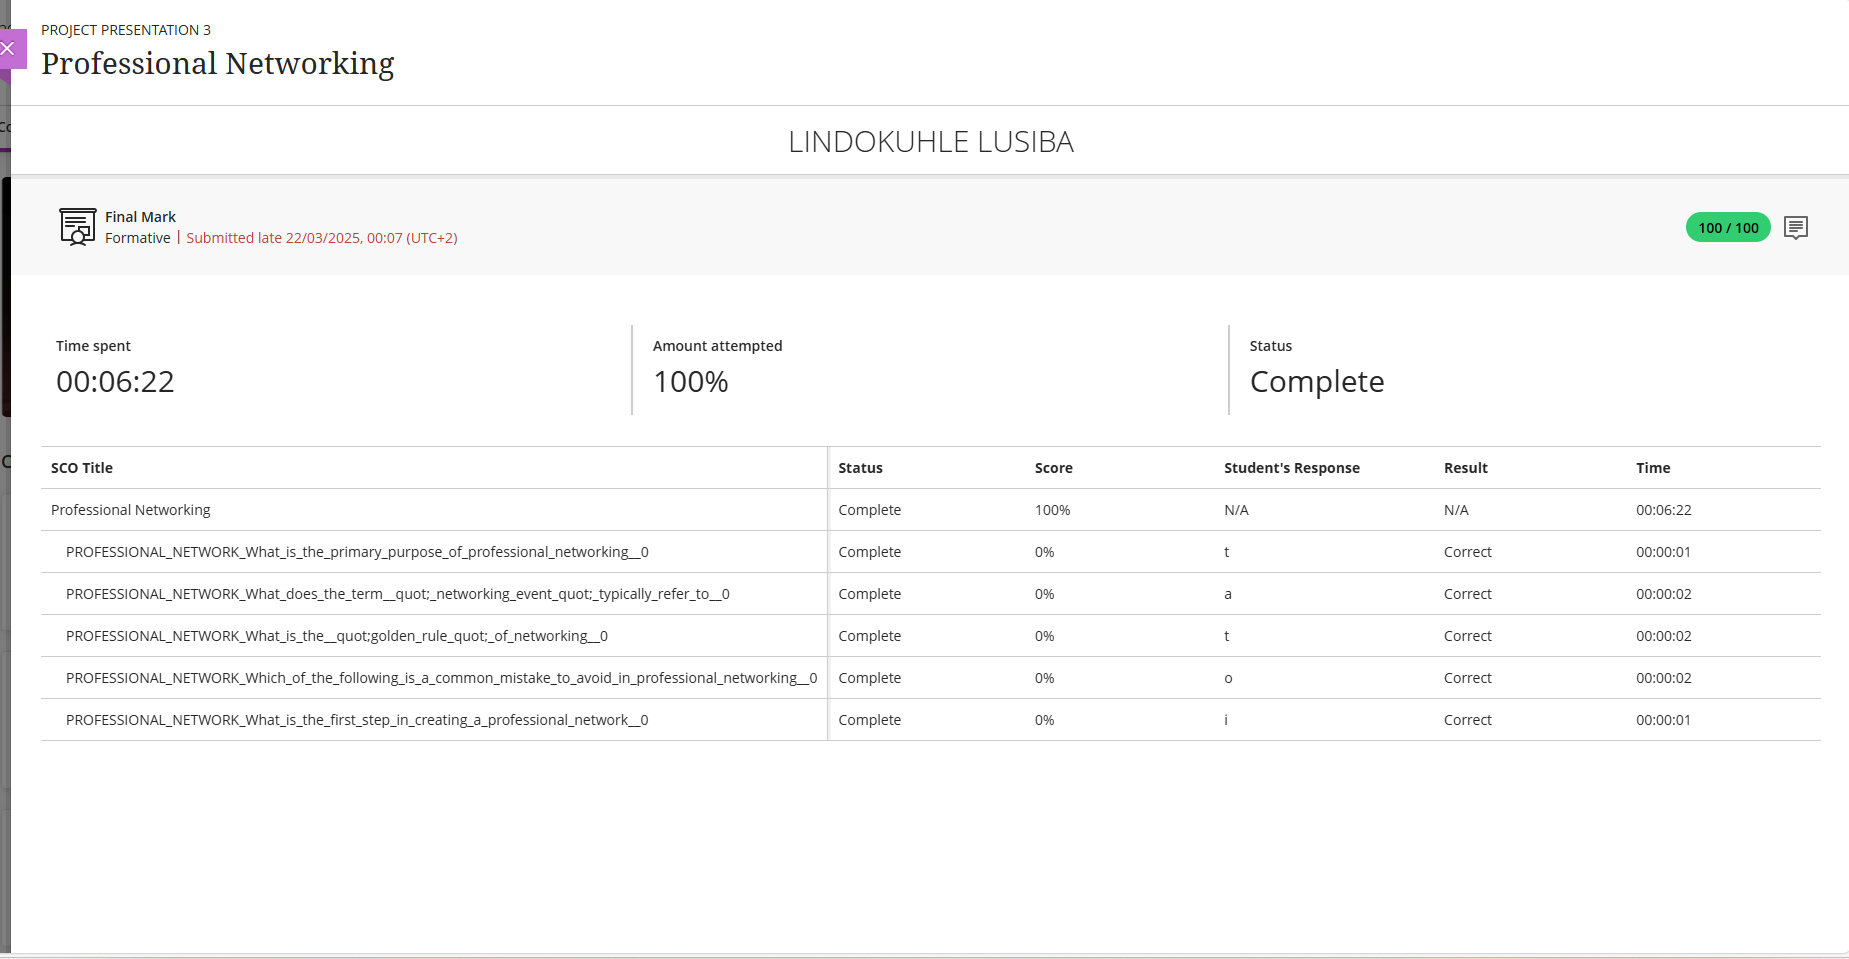 PROJECT PRESENTATION 3
Professional Networking
LINDOKUHLE LUSIBA
Final Mark
Formative | Submitted late 22/03/2025, 00:07 (UTC+2)
100 / 100
Time spent
00:06:22
Amount attempted
100%
Status
Complete
SCO Title Status Score Student's Response Result Time
Professional Networking Complete 100% N/A N/A 00:06:22
PROFESSIONAL_NETWORK_What_is_the_primary_purpose_of_professional_networking__0 Complete 0% t Correct 00:00:01
PROFESSIONAL_NETWORK_What_does_the_term__quot;_networking_event_quot;_typically_refer_to__0 Complete 0% a Correct 00:00:02
PROFESSIONAL_NETWORK_What_is_the__quot;golden_rule_quot;_of_networking__0 Complete 0% t Correct 00:00:02
PROFESSIONAL_NETWORK_Which_of_the_following_is_a_common_mistake_to_avoid_in_professional_networking__0 Complete 0% o Correct 00:00:02
PROFESSIONAL_NETWORK_What_is_the_first_step_in_creating_a_professional_network__0 Complete 0% i Correct 00:00:01